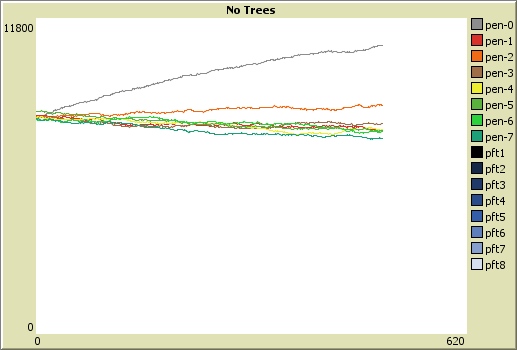 No Trees
11800
0
0
620
pen-0
pen-1
pen-2
pen-3
pen-4
pen-5
pen-6
pen-7
pft1
pft2
pft3
pft4
pft5
pft6
pft7
pft8